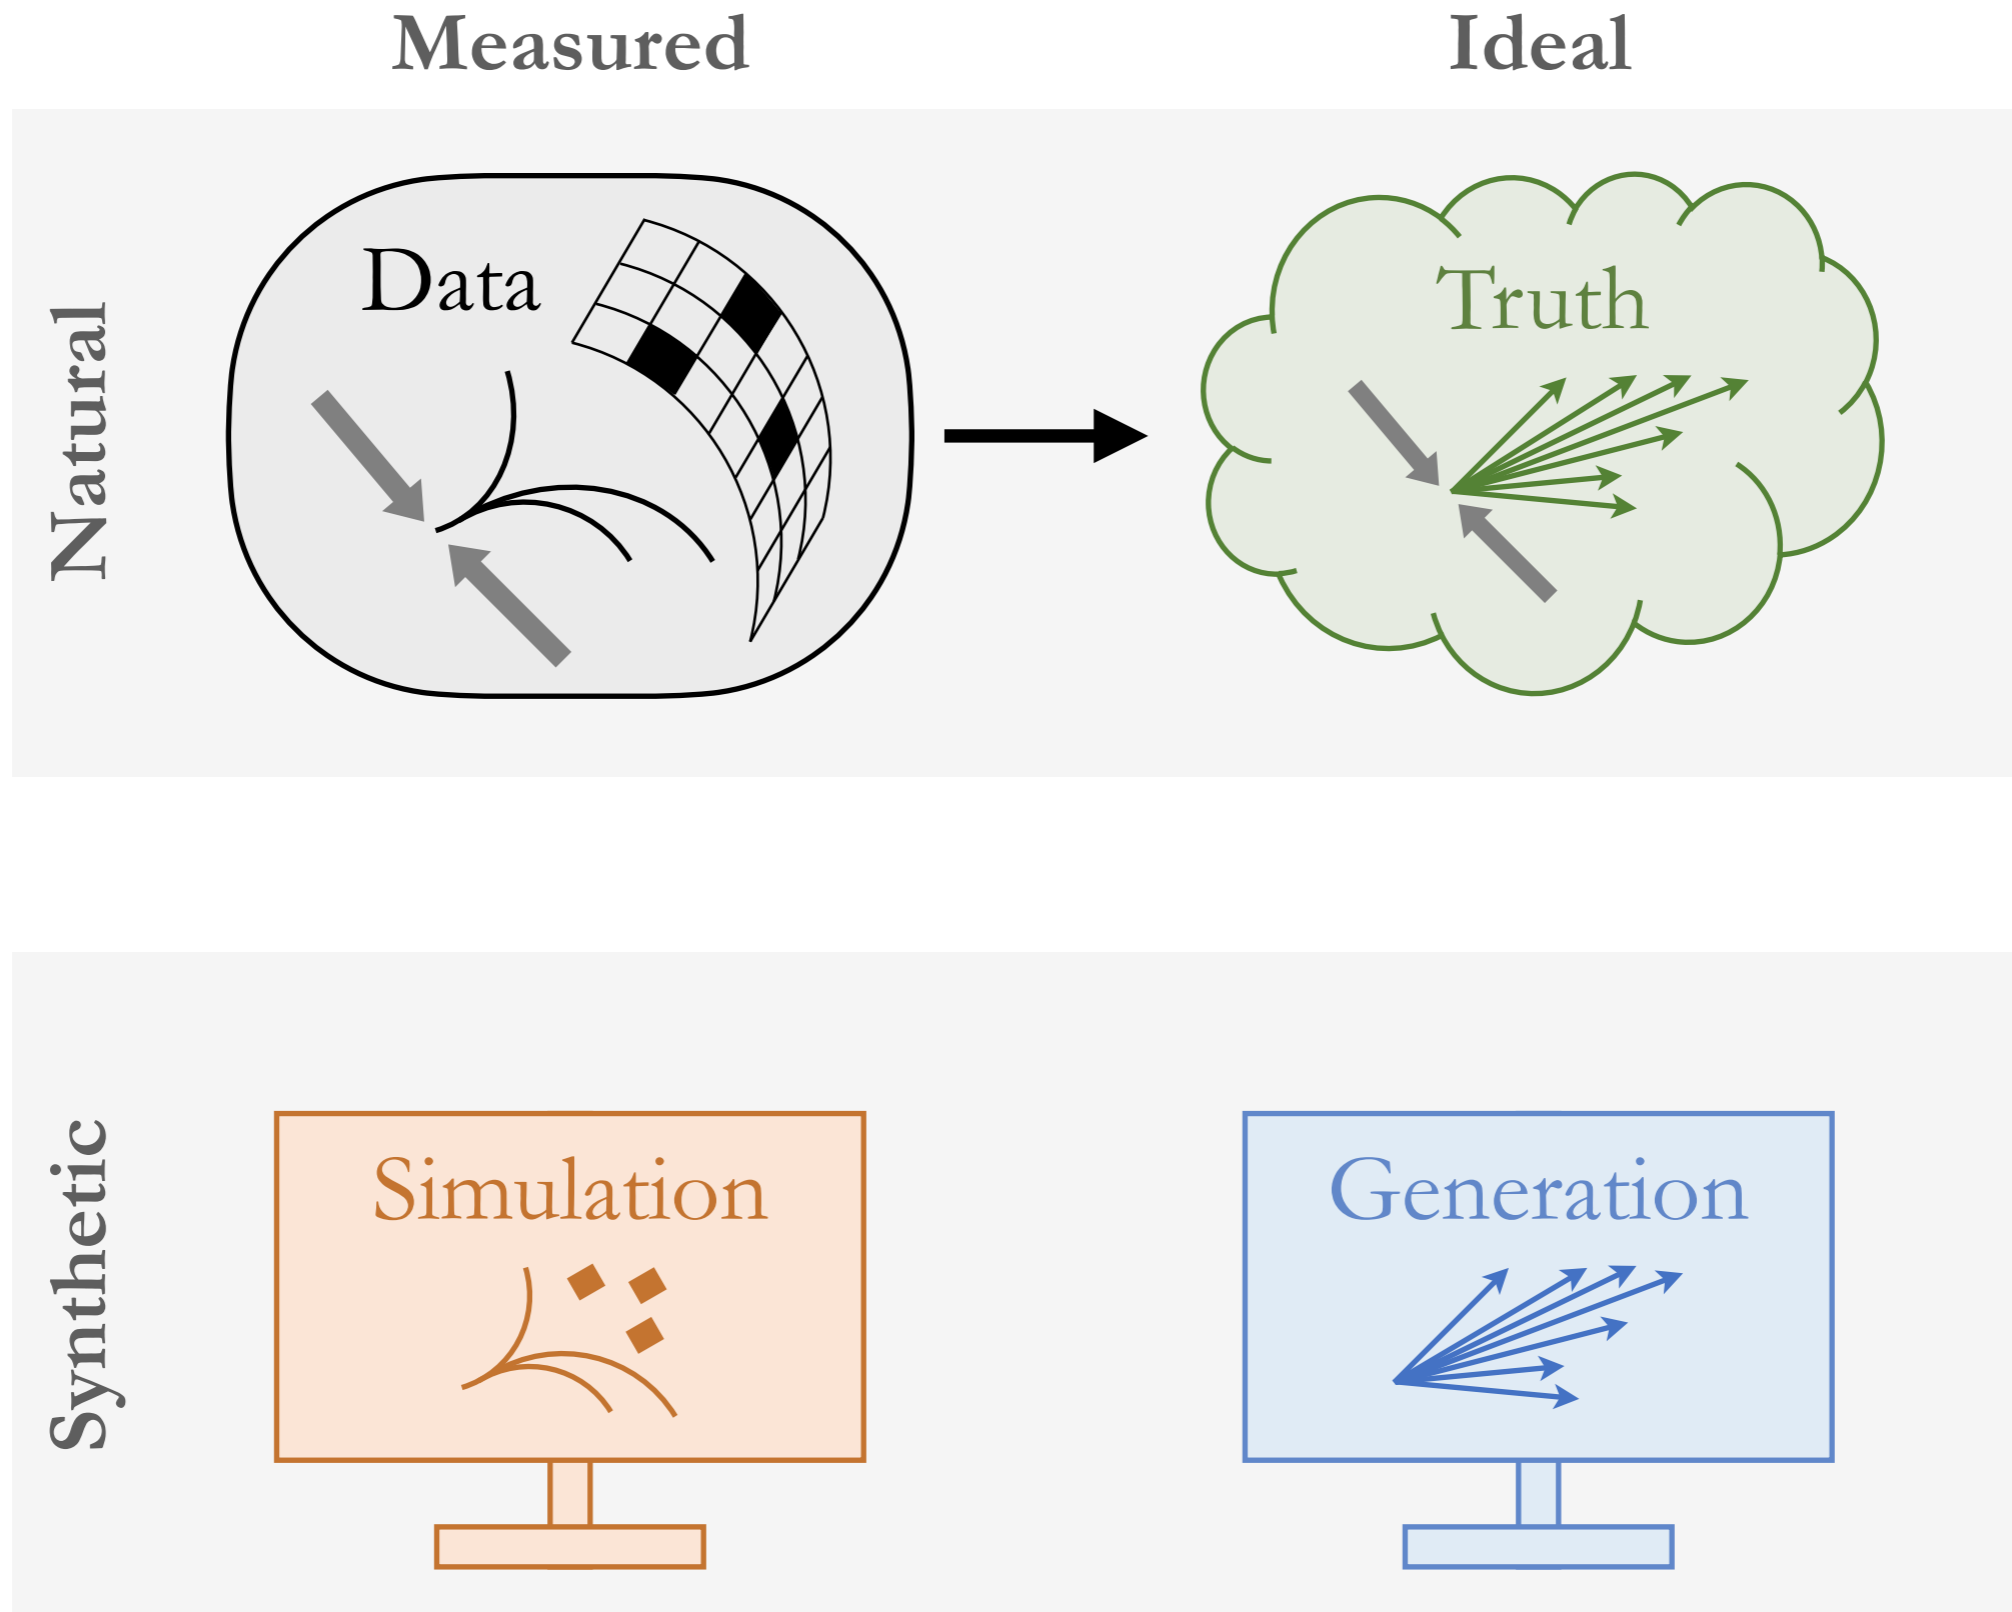 Measured
Ideal
Natural
Data
Truth
Synthetic
Simulation
Generation